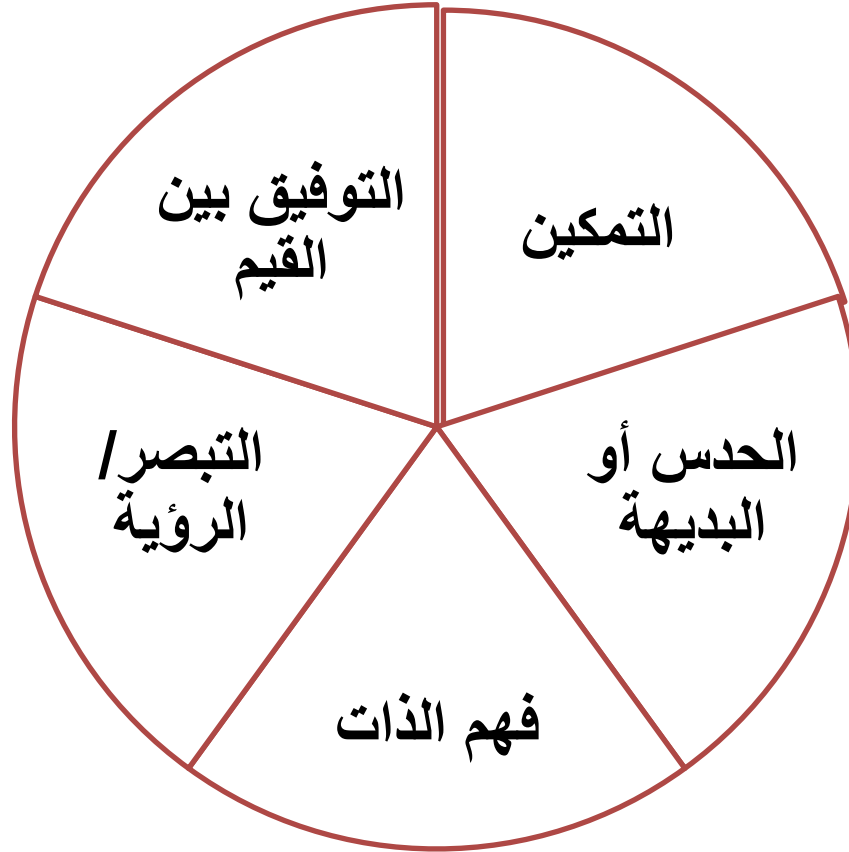 التمكين
الحدس أو
البديهة
فهم الذات
التبصر/
الرؤية
التوفيق بين
القيم